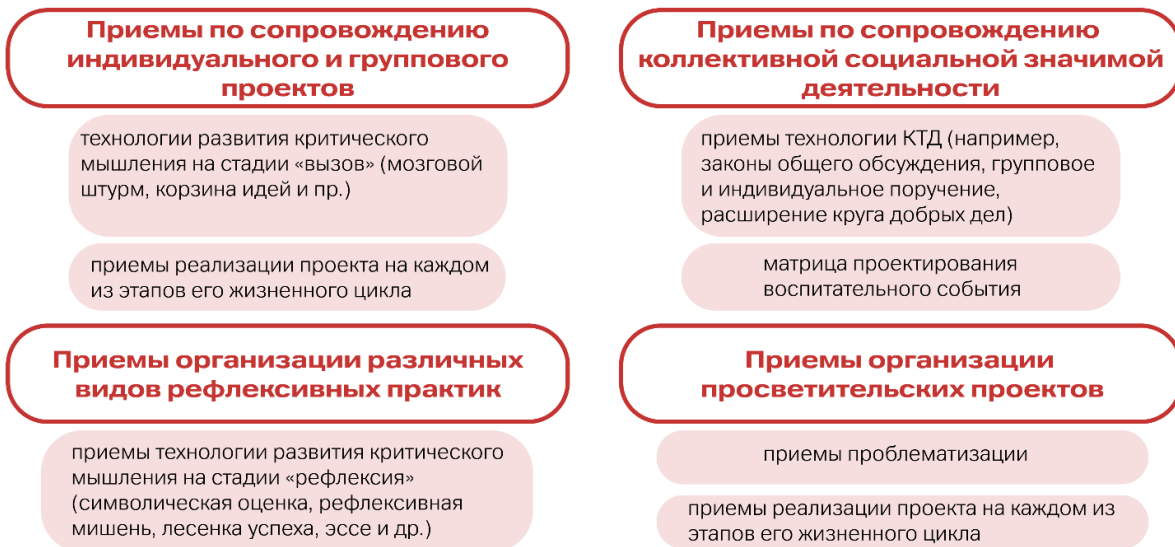 Приемы по сопровождению
индивидуального и группового
проектов
технологии развития критического
мышления на стадии «вызов» (мозговой
штурм, корзина идей и пр.)
приемы реализации проекта на каждом
из этапов его жизненного цикла
Приемы по сопровождению
коллективной социальной значимой
деятельности
приемы технологии КТД (например,
законы общего обсуждения, групповое
и индивидуальное поручение,
расширение круга добрых дел)
матрица проектирования
воспитательного события
Приемы организации различных
видов рефлексивных практик
приемы технологии развития критического
мышления на стадии «рефлексия»
(символическая оценка, рефлексивная
мишень, лесенка успеха, эссе и др.)
Приемы организации
просветительских проектов
приемы проблематизации
приемы реализации проекта на каждом из
этапов его жизненного цикла